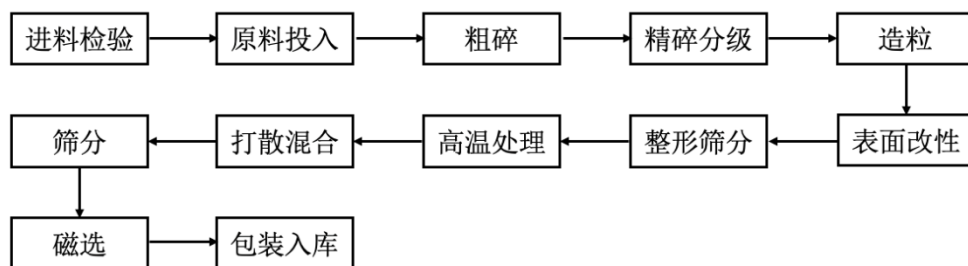 进料检验
原料投入
粗碎
精碎分级
造粒
表面改性
整形筛分
高温处理
打散混合
筛分
磁选
包装入库